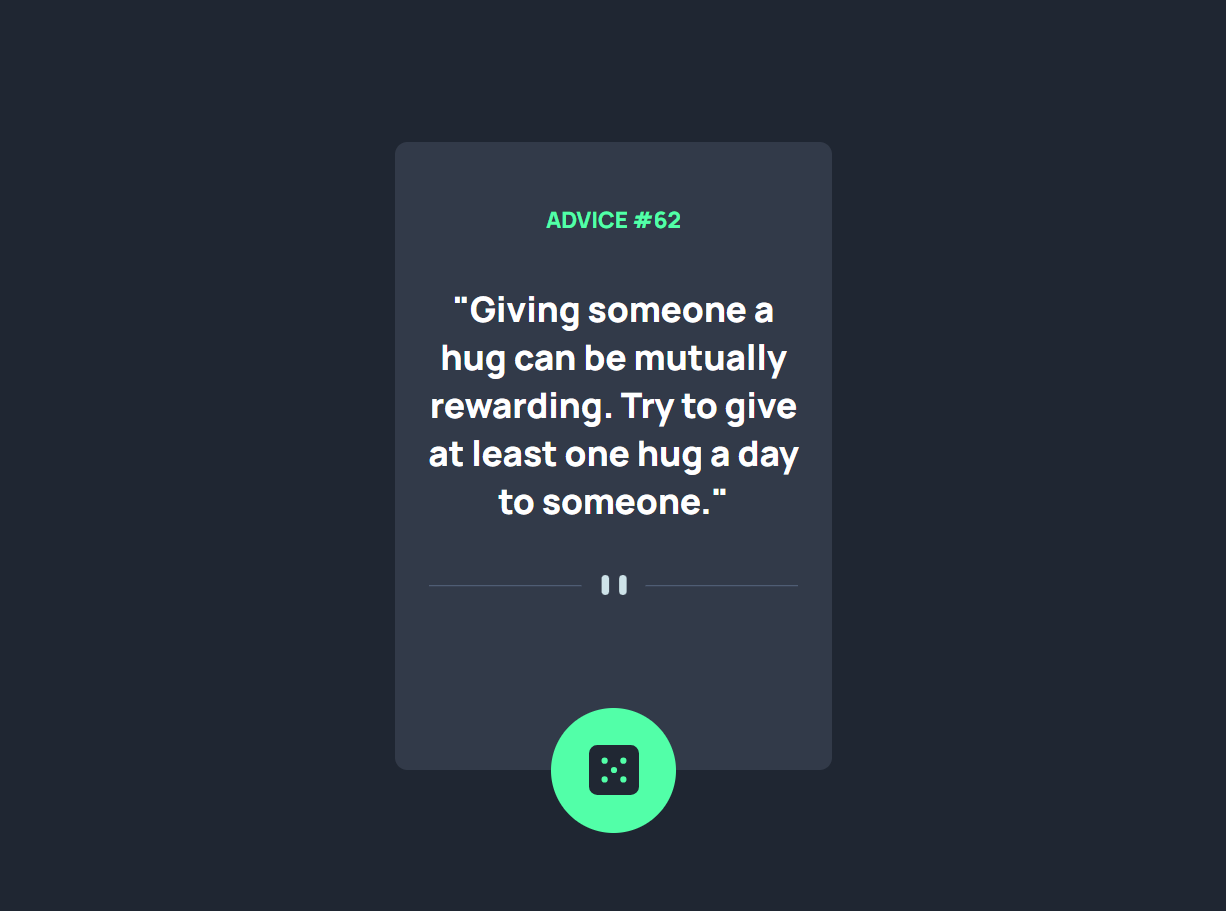 ADVICE #62
"Giving someone a
hug can be mutually
rewarding. Try to give
at least one hug a day
to someone."